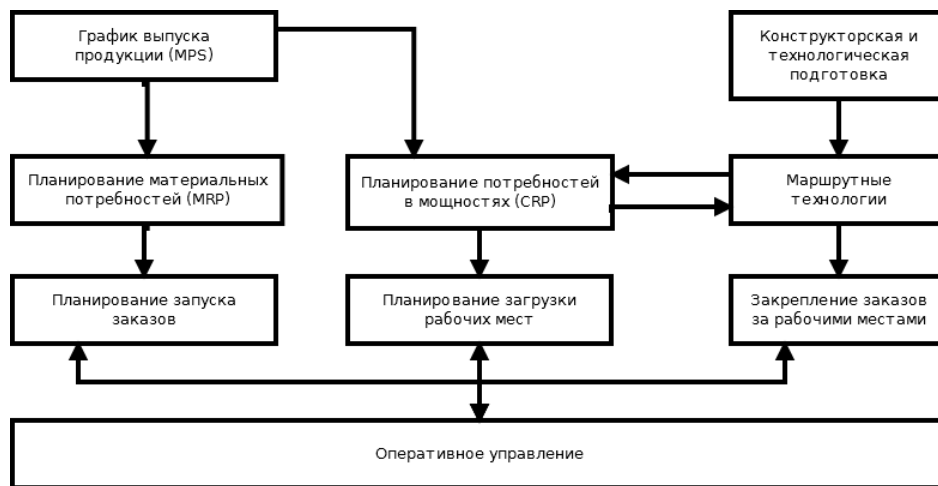 График выпуска
продукции (MPS)
Конструкторская и
технологическая
подготовка
Планирование материальных
потребностей (MRP)
Планирование потребностей
в мощностях (CRP)
Маршрутные
технологии
Планирование запуска
заказов
Планирование загрузки
рабочих мест
Закрепление заказов
за рабочими местами
Оперативное управление